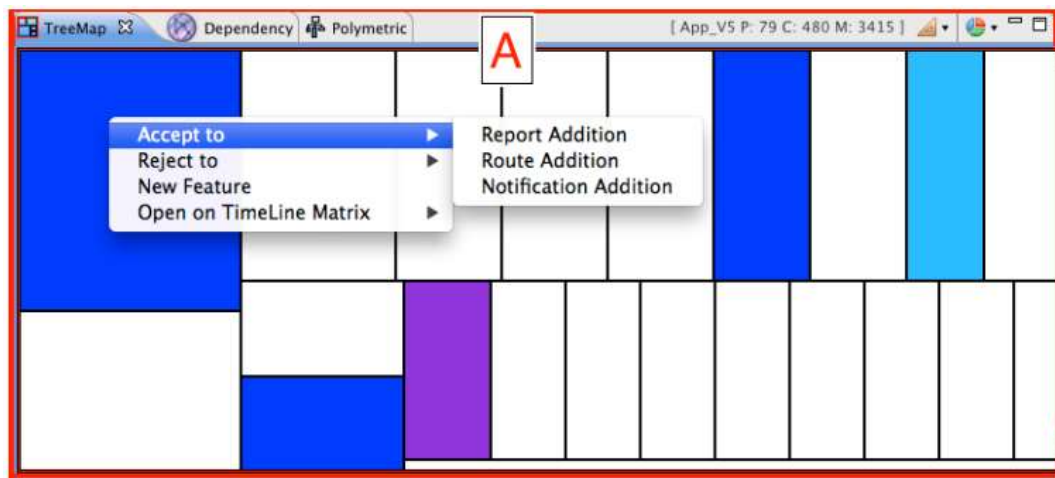 TreeMap Dependency Polymetric [ App_V5 P: 79 C: 480 M: 3415 ]
A
Accept to Report Addition
Reject to Route Addition
New Feature Notification Addition
Open on TimeLine Matrix